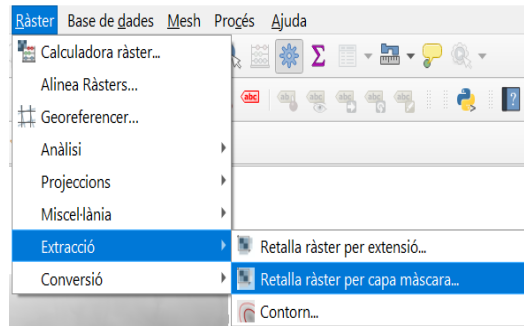 Ràster Base de dades Mesh Procés Ajuda
Calculadora ràster...
Alinea Ràsters...
abc
Georeferencer...
Anàlisi
Projeccions
Miscel·lània
Extracció
Retalla ràster per extensió...
Conversió
Retalla ràster per capa màscara...
Contorn...